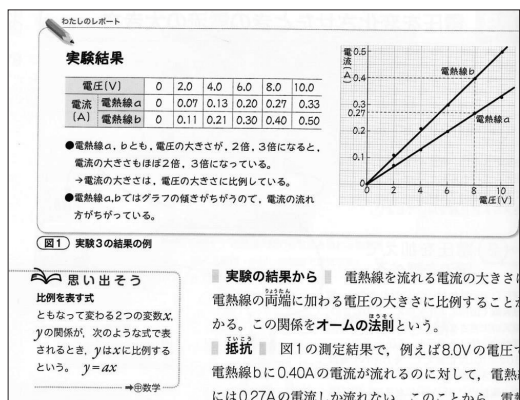 わたしのレポート
実験結果
電圧(V) 0 2.0 4.0 6.0 8.0 10.0
電流(A) 電熱線a 0 0.07 0.13 0.20 0.27 0.33
電熱線b 0 0.11 0.21 0.30 0.40 0.50
●電熱線a，bとも，電圧の大きさが，2倍，3倍になると，
電流の大きさもほぼ2倍，3倍になっている。
→電流の大きさは，電圧の大きさに比例している。
●電熱線a,bではグラフの傾きがちがうので，電流の流れ
方がちがっている。
電流(A)
0.5
0.4
0.3
0.27
0.2
0.1
0
電熱線b
電熱線a
0 2 4 6 8 10
電圧(V)
図1 実験3の結果の例
思い出そう
比例を表す式
ともなって変わる2つの変数x,
yの関係が，次のような式で表
されるとき，yはxに比例する
という。 y=ax
→数学
実験の結果から 電熱線を流れる電流の大きさは
電熱線の両端に加わる電圧の大きさに比例することが
りょうたん
かる。この関係をオームの法則という。
ほうそく
抵抗 図1の測定結果で，例えば8.0Vの電圧で
ていこう
電熱線bに0.40Aの電流が流れるのに対して，電熱
には0.27Aの電流しか流れない。このことから，電熱